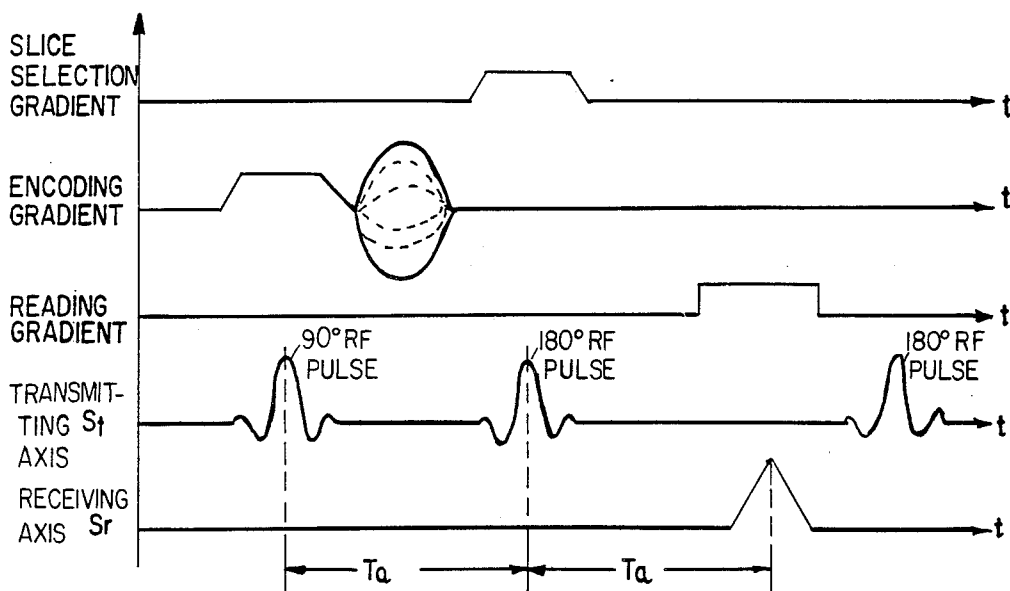 SLICE
SELECTION
GRADIENT
t
ENCODING
GRADIENT
t
READING
GRADIENT
t
90° RF
PULSE
180° RF
PULSE
180° RF
PULSE
TRANSMIT-
TING St
AXIS
t
RECEIVING
AXIS Sr
t
Ta
Ta